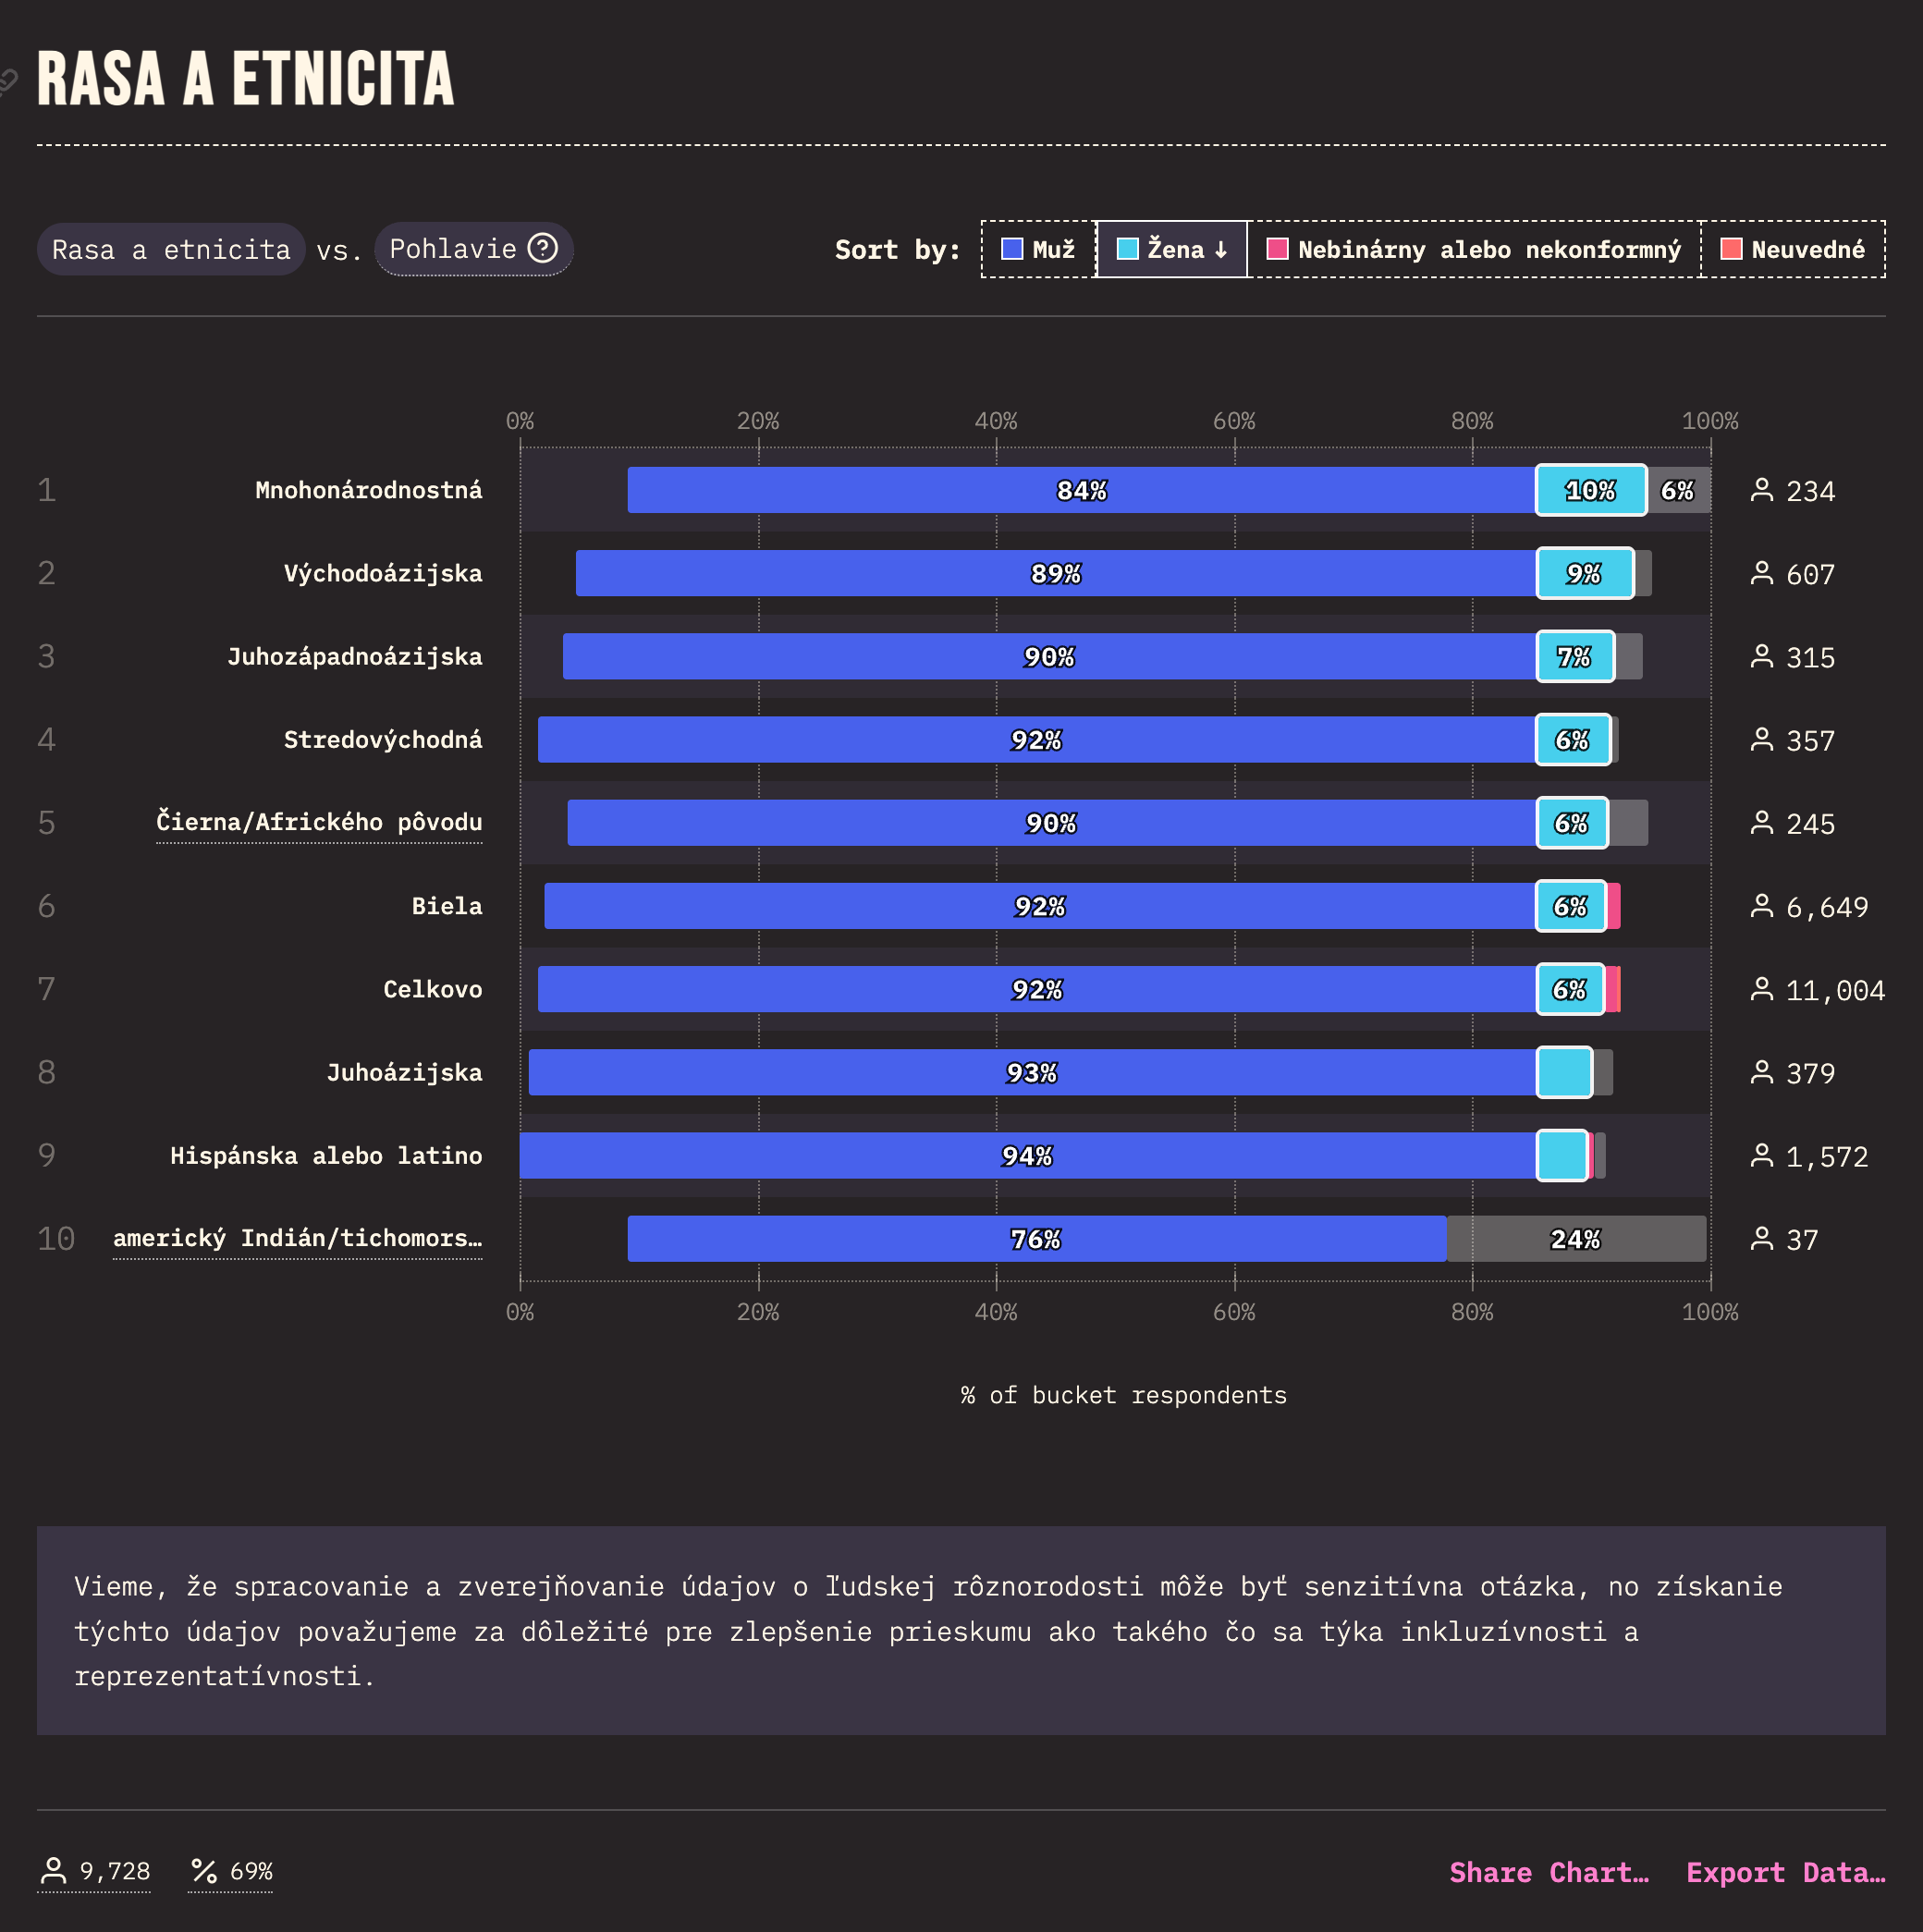 RASA A ETNICITA
Rasa a etnicita vs. Pohlavie ?
Sort by: Muž Žena ↓ Nebinárny alebo nekonformný Neuvedné
0% 20% 40% 60% 80% 100%
1 Mnohonárodnostná 84% 10% 6% 234
2 Východoázijska 89% 9% 607
3 Juhozápadnoázijska 90% 7% 315
4 Stredovýchodná 92% 6% 357
5 Čierna/Afrického pôvodu 90% 6% 245
6 Biela 92% 6% 6,649
7 Celkovo 92% 6% 11,004
8 Juhoázijska 93% 379
9 Hispánska alebo latino 94% 1,572
10 americký Indián/tichomors… 76% 24% 37
0% 20% 40% 60% 80% 100%
% of bucket respondents
Vieme, že spracovanie a zverejňovanie údajov o ľudskej rôznorodosti môže byť senzitívna otázka, no získanie
týchto údajov považujeme za dôležité pre zlepšenie prieskumu ako takého čo sa týka inkluzívnosti a
reprezentatívnosti.
9,728 % 69% Share Chart… Export Data…